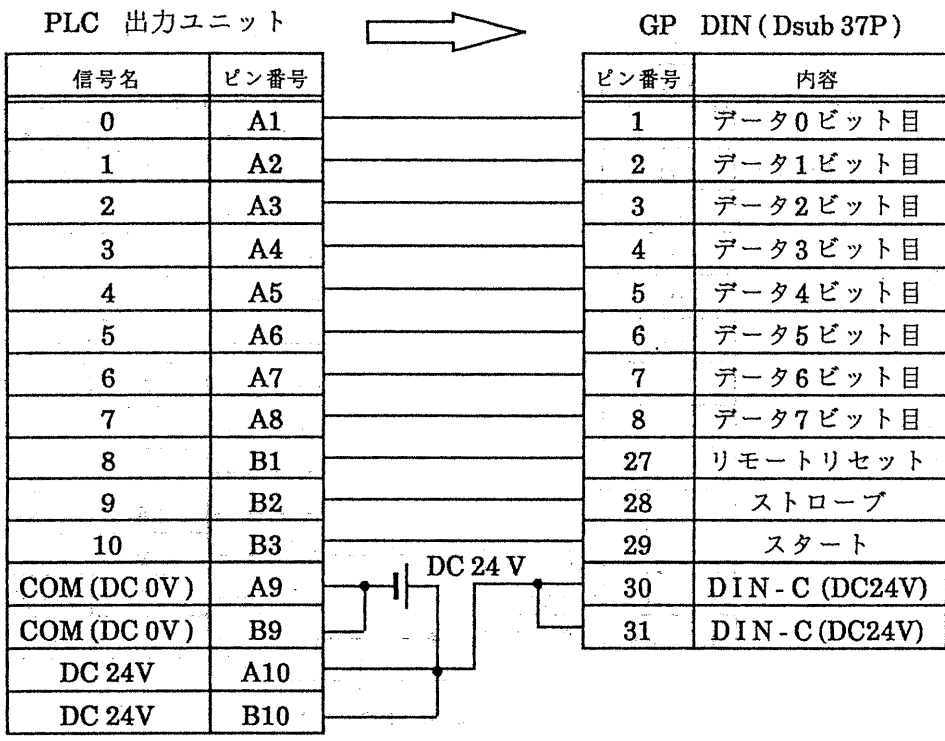 PLC 出力ユニット
GP DIN (Dsub 37P)
信号名 ピン番号 ピン番号 内容
0 A1 1 データ0ビット目
1 A2 2 データ1ビット目
2 A3 3 データ2ビット目
3 A4 4 データ3ビット目
4 A5 5 データ4ビット目
5 A6 6 データ5ビット目
6 A7 7 データ6ビット目
7 A8 8 データ7ビット目
8 B1 27 リモートリセット
9 B2 28 ストローブ
10 B3 29 スタート
DC 24 V
COM (DC 0V) A9 30 DIN-C (DC24V)
COM (DC 0V) B9 31 DIN-C (DC24V)
DC 24V A10
DC 24V B10